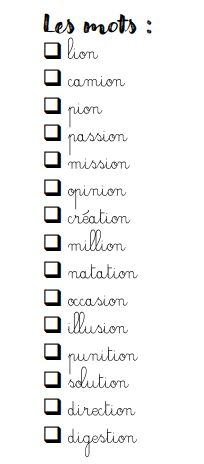 Les mots :
❑ lion
❑ camion
❑ pion
❑ passion
❑ mission
❑ opinion
❑ création
❑ million
❑ natation
❑ occasion
❑ illusion
❑ punition
❑ solution
❑ direction
❑ digestion